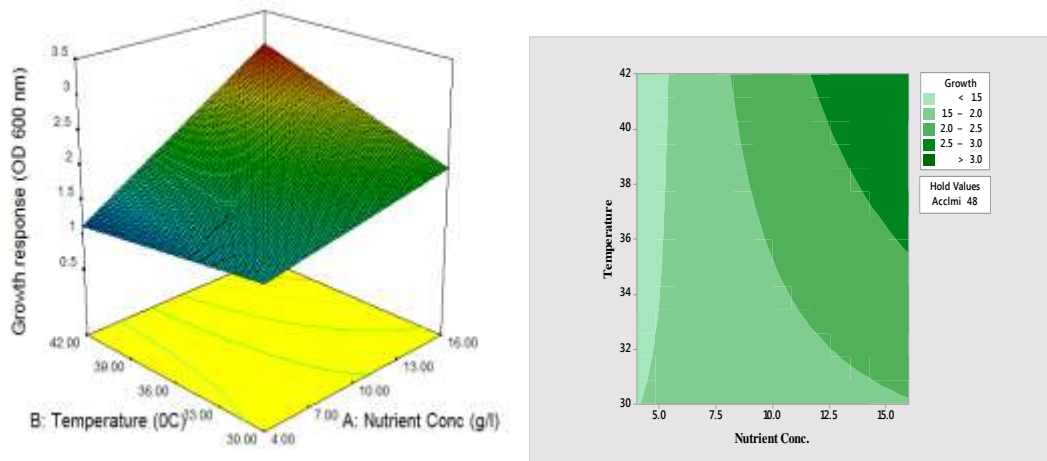 3.5
3
2.5
2
1.5
1
0.5
Growth response (OD 600 nm)
42.00
39.00
36.00
33.00
30.00
B: Temperature (0C)
4.00
7.00
10.00
13.00
16.00
A: Nutrient Conc (g/l)
42
40
38
36
34
32
30
Temperature
5.0 7.5 10.0 12.5 15.0
Nutrient Conc.
Growth
< 1.5
1.5 – 2.0
2.0 – 2.5
2.5 – 3.0
> 3.0
Hold Values
Acclmi 48